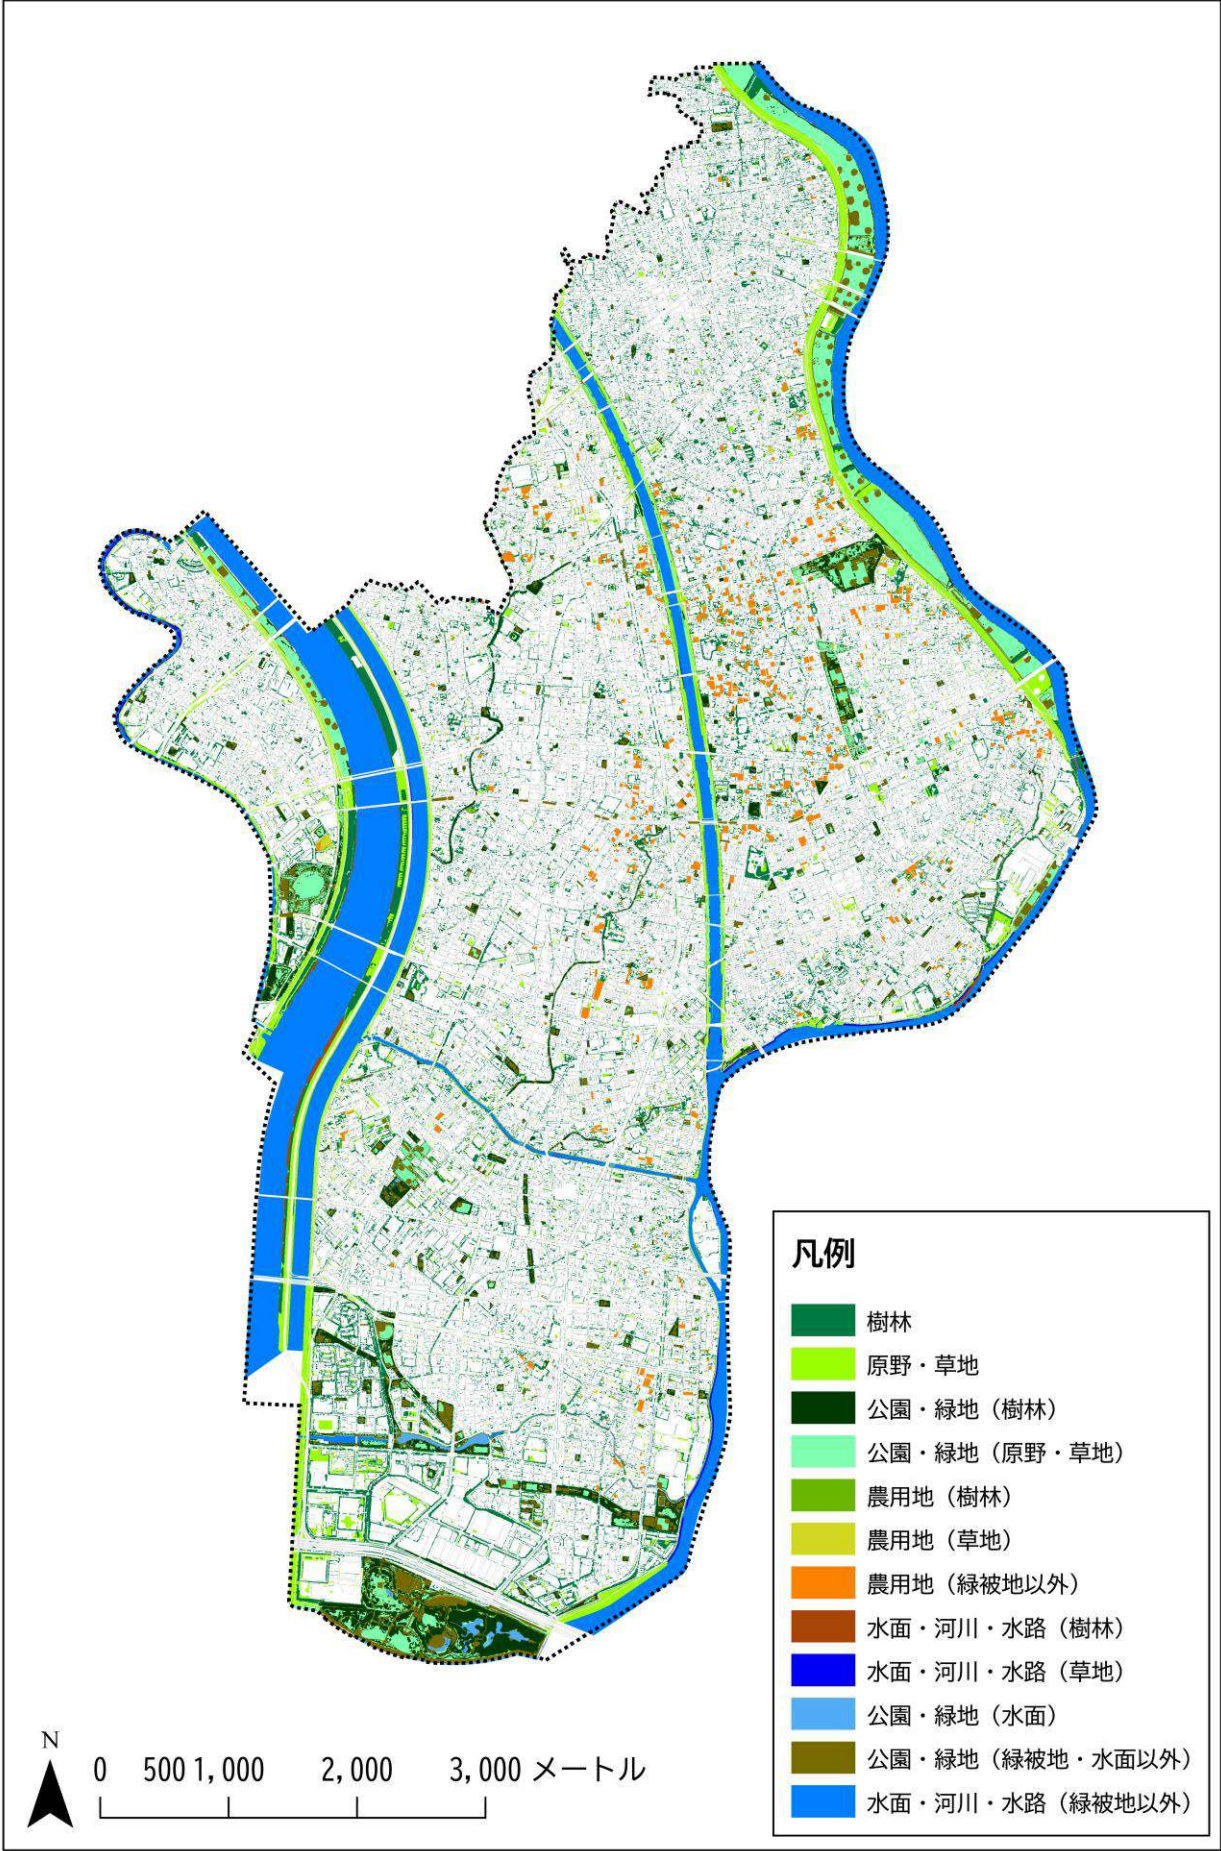 凡例
樹林
原野・草地
公園・緑地（樹林）
公園・緑地（原野・草地）
農用地（樹林）
農用地（草地）
農用地（緑被地以外）
水面・河川・水路（樹林）
水面・河川・水路（草地）
公園・緑地（水面）
公園・緑地（緑被地・水面以外）
水面・河川・水路（緑被地以外）
N
0 500 1,000 2,000 3,000 メートル